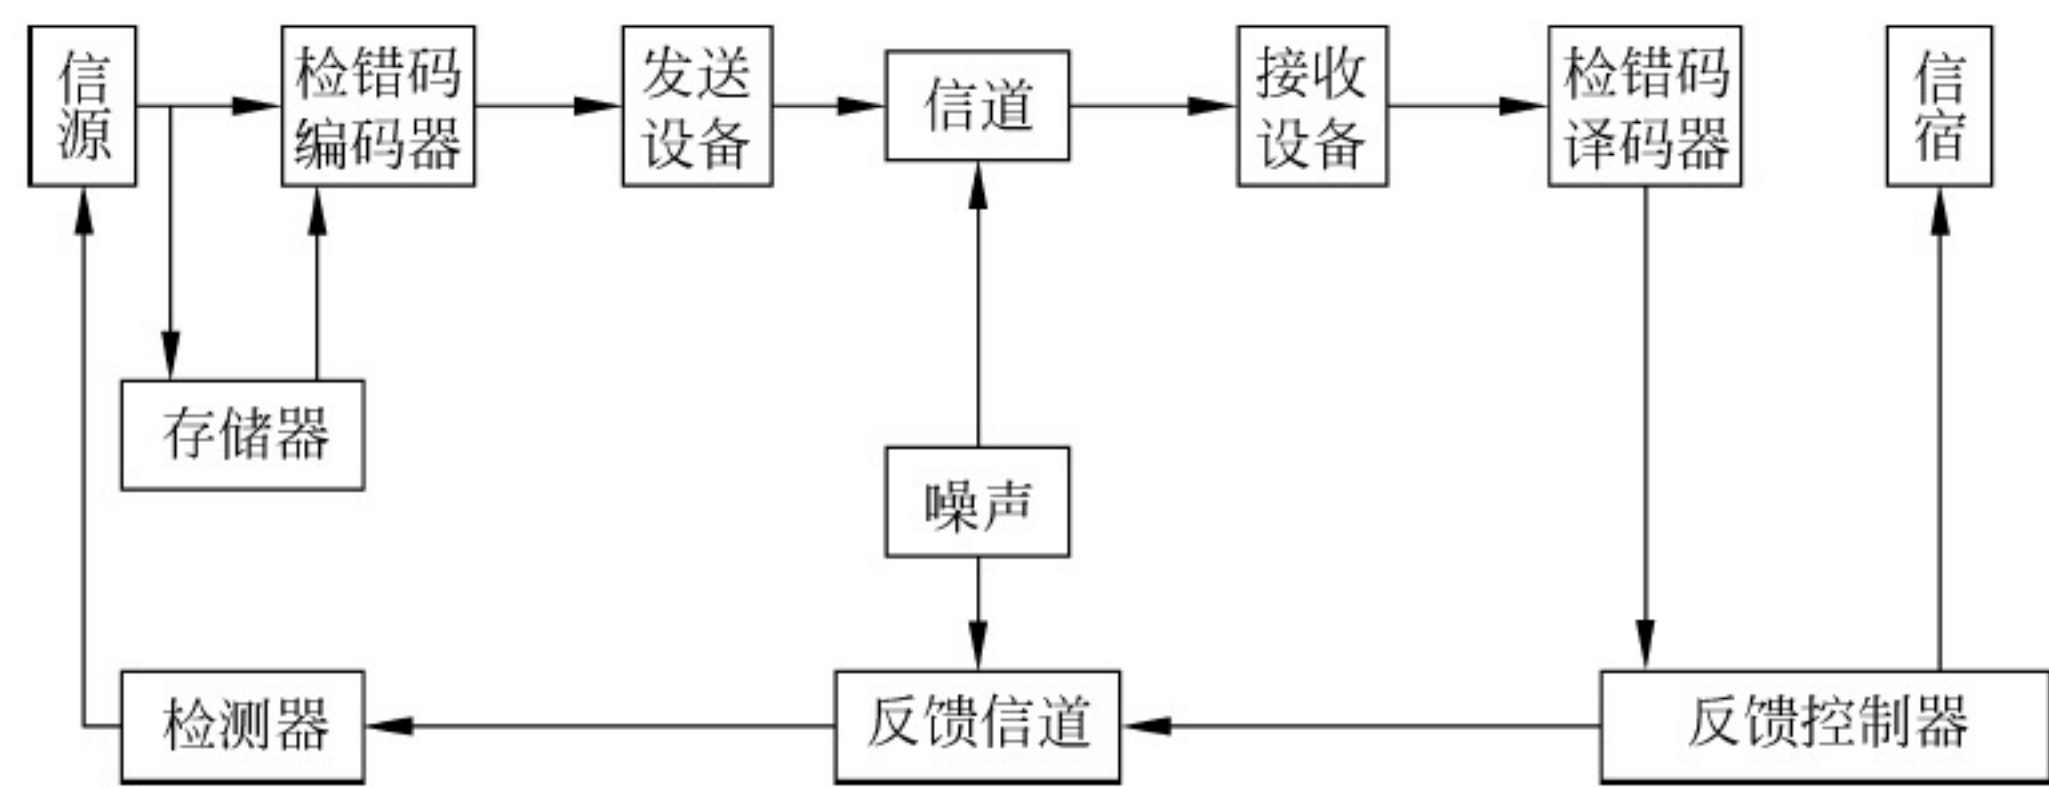 信源
检错码
编码器
发送
设备
信道
接收
设备
检错码
译码器
信宿
存储器
噪声
检测器
反馈信道
反馈控制器